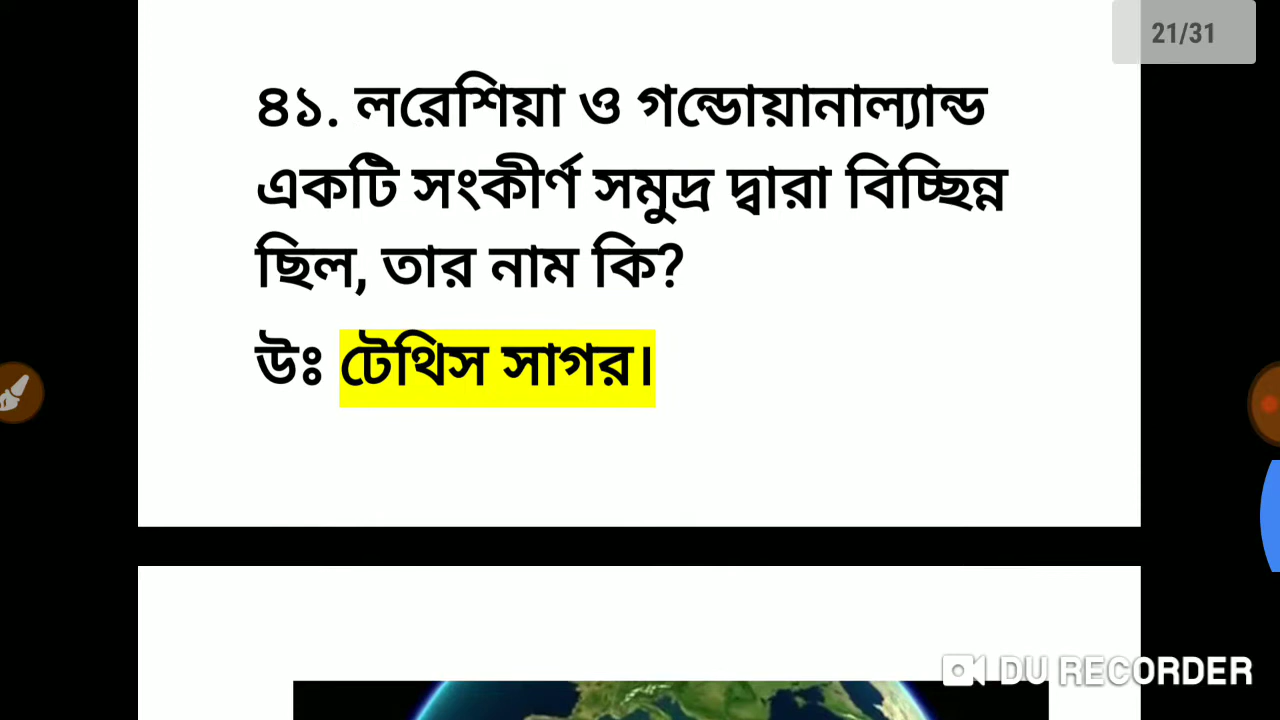 21/31
৪১. লরেশিয়া ও গন্ডোয়ানাল্যান্ড
একটি সংকীর্ণ সমুদ্র দ্বারা বিচ্ছিন্ন
ছিল, তার নাম কি?
উঃ টেথিস সাগর।
DU RECORDER